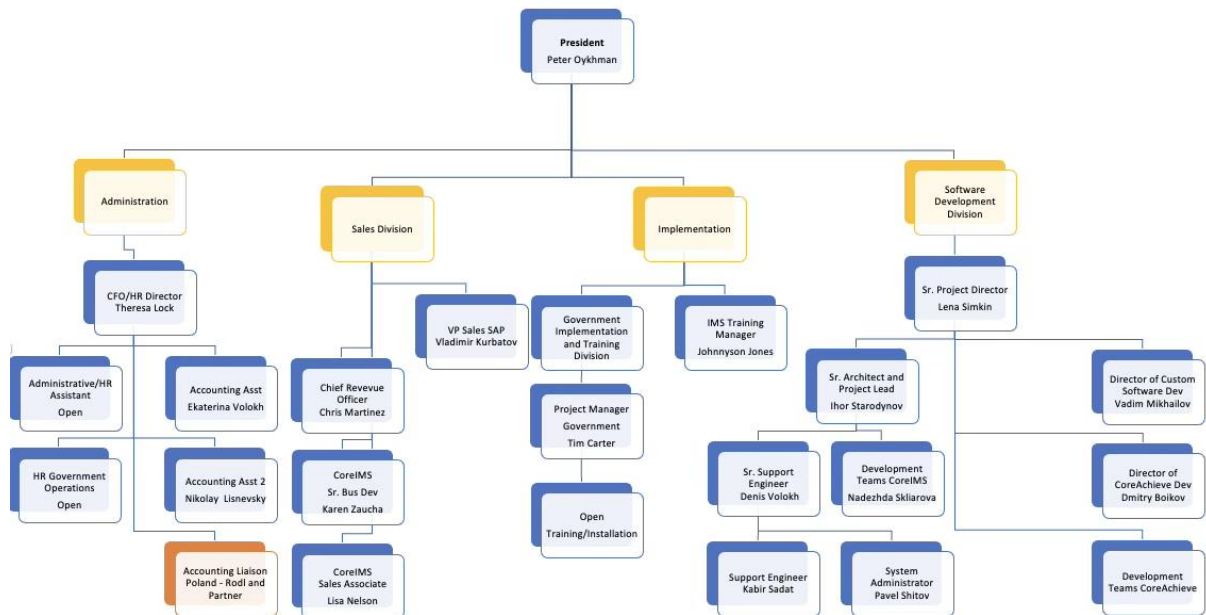 President
Peter Oykhman
Administration
Sales Division
Implementation
Software
Development
Division
CFO/HR Director
Theresa Lock
Sr. Project Director
Lena Simkin
VP Sales SAP
Vladimir Kurbatov
Government
Implementation
and Training
Division
IMS Training
Manager
Johnnyson Jones
Administrative/HR
Assistant
Open
Accounting Asst
Ekaterina Volokh
Chief Revevue
Officer
Chris Martinez
Project Manager
Government
Tim Carter
Sr. Architect and
Project Lead
Ihor Starodynov
Director of Custom
Software Dev
Vadim Mikhailov
HR Government
Operations
Open
Accounting Asst 2
Nikolay Lisnevsky
CoreIMS
Sr. Bus Dev
Karen Zaucha
Open
Training/Installation
Sr. Support
Engineer
Denis Volokh
Development
Teams CoreIMS
Nadezhda Skliarova
Director of
CoreAchieve Dev
Dmitry Boikov
Accounting Liaison
Poland - Rodl and
Partner
CoreIMS
Sales Associate
Lisa Nelson
Support Engineer
Kabir Sadat
System
Administrator
Pavel Shitov
Development
Teams CoreAchieve